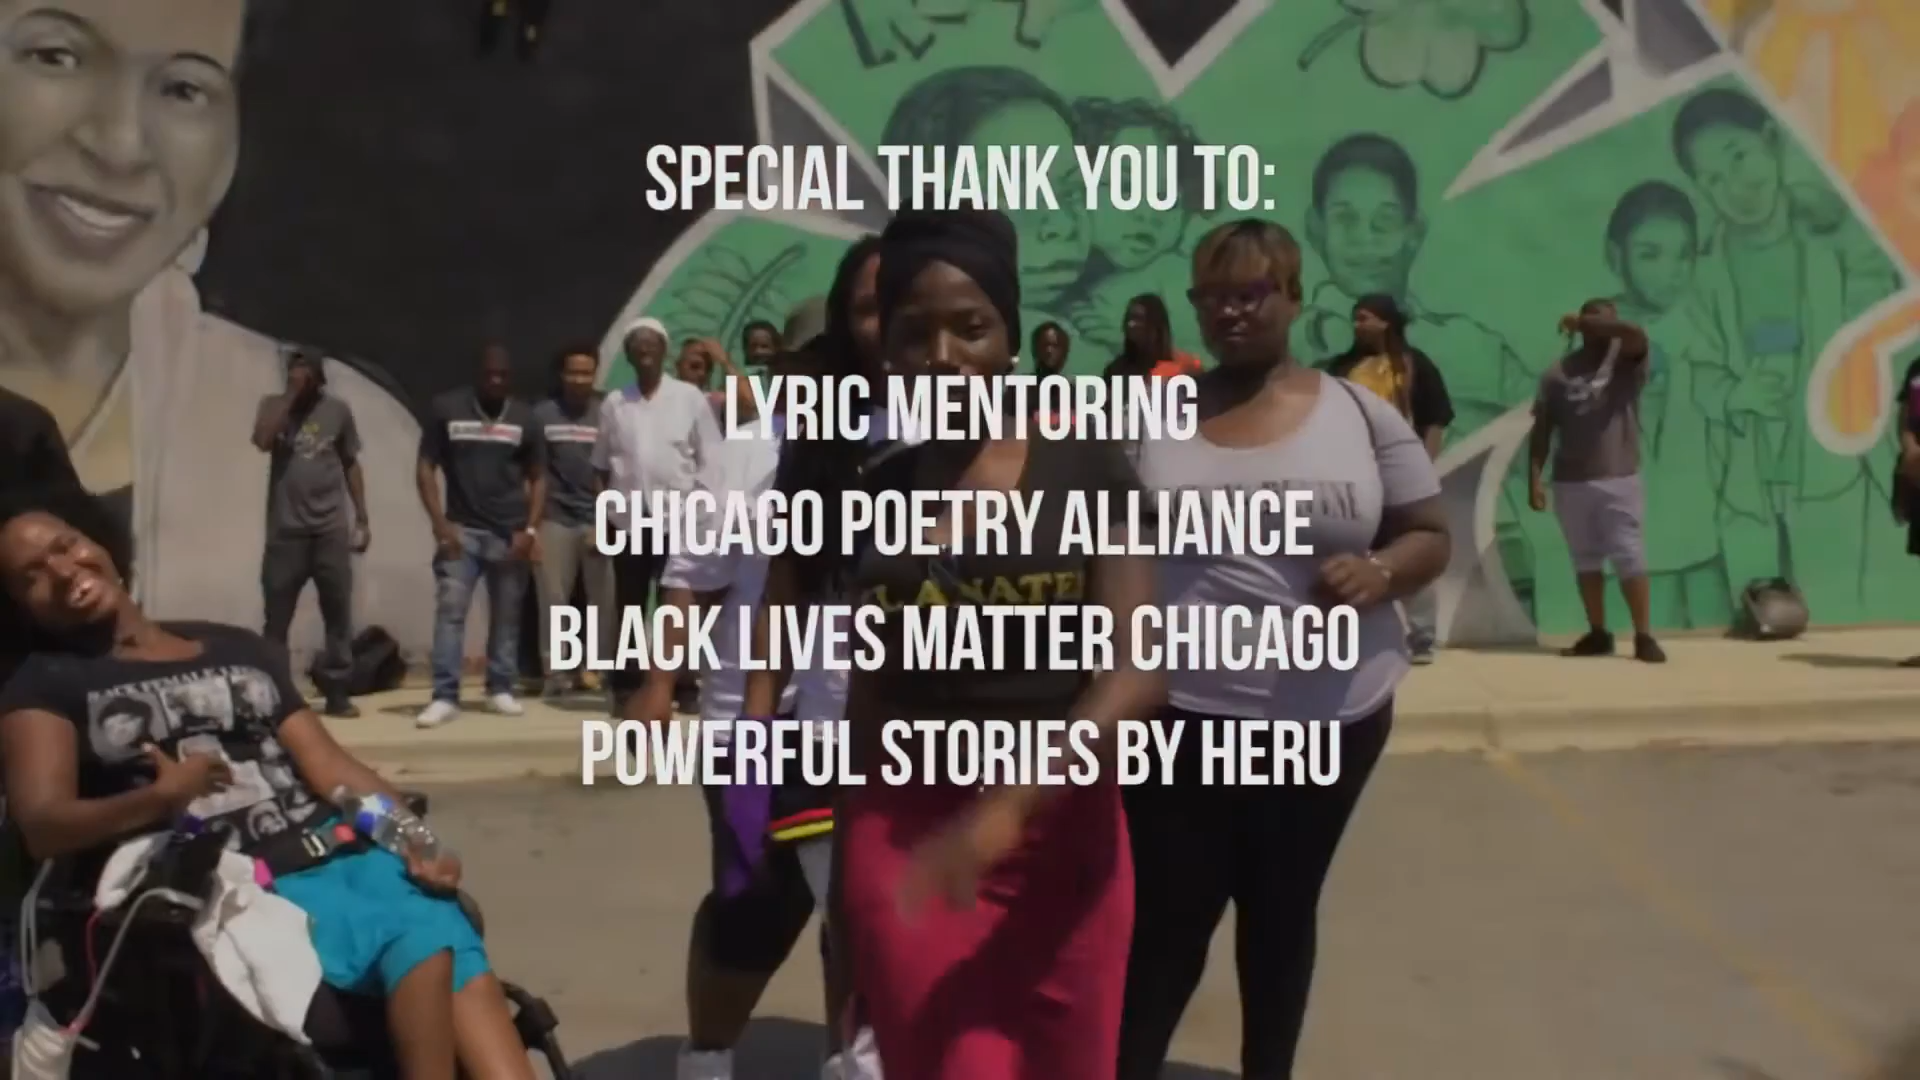 SPECIAL THANK YOU TO:
LYRIC MENTORING
CHICAGO POETRY ALLIANCE
BLACK LIVES MATTER CHICAGO
POWERFUL STORIES BY HERU